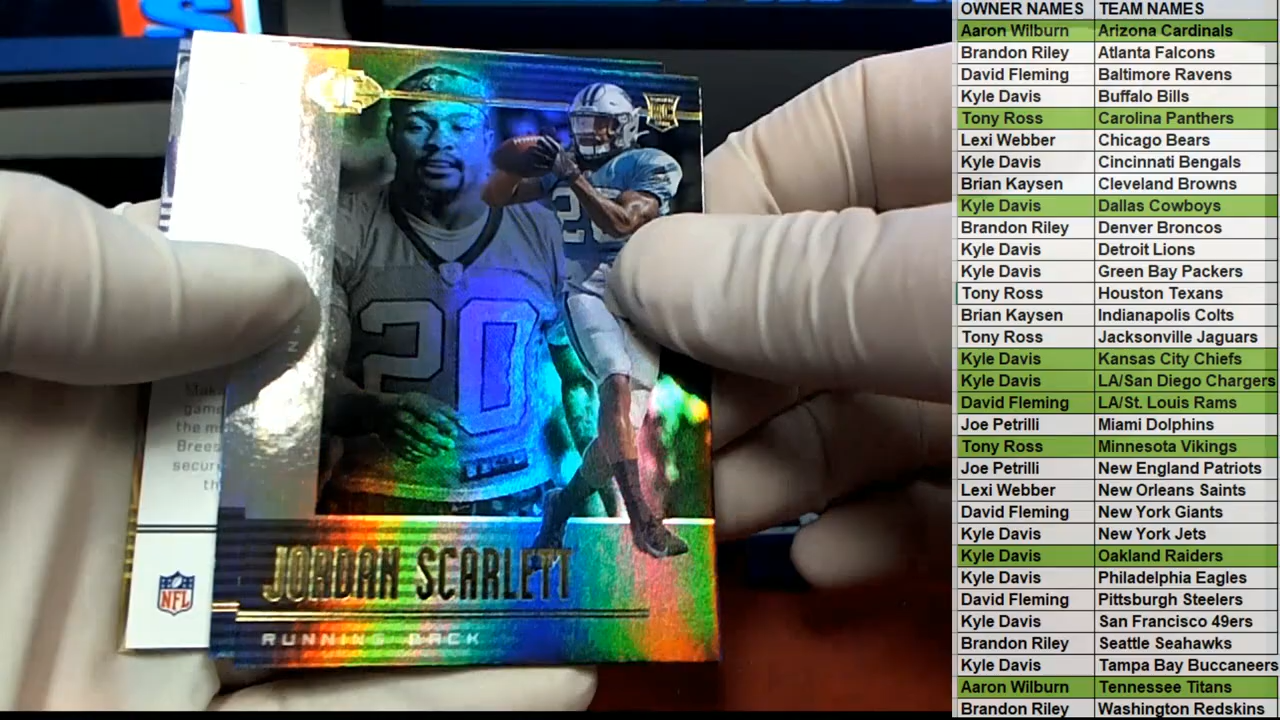 OWNER NAMES TEAM NAMES
Aaron Wilburn Arizona Cardinals
Brandon Riley Atlanta Falcons
David Fleming Baltimore Ravens
Kyle Davis Buffalo Bills
Tony Ross Carolina Panthers
Lexi Webber Chicago Bears
Kyle Davis Cincinnati Bengals
Brian Kaysen Cleveland Browns
Kyle Davis Dallas Cowboys
Brandon Riley Denver Broncos
Kyle Davis Detroit Lions
Kyle Davis Green Bay Packers
Tony Ross Houston Texans
Brian Kaysen Indianapolis Colts
Tony Ross Jacksonville Jaguars
Kyle Davis Kansas City Chiefs
Kyle Davis LA/San Diego Chargers
David Fleming LA/St. Louis Rams
Joe Petrilli Miami Dolphins
Tony Ross Minnesota Vikings
Joe Petrilli New England Patriots
Lexi Webber New Orleans Saints
David Fleming New York Giants
Kyle Davis New York Jets
Kyle Davis Oakland Raiders
Kyle Davis Philadelphia Eagles
David Fleming Pittsburgh Steelers
Kyle Davis San Francisco 49ers
Brandon Riley Seattle Seahawks
Kyle Davis Tampa Bay Buccaneers
Aaron Wilburn Tennessee Titans
Brandon Riley Washington Redskins
20
JORDAN SCARLETT
RUNNING BACK
NFL